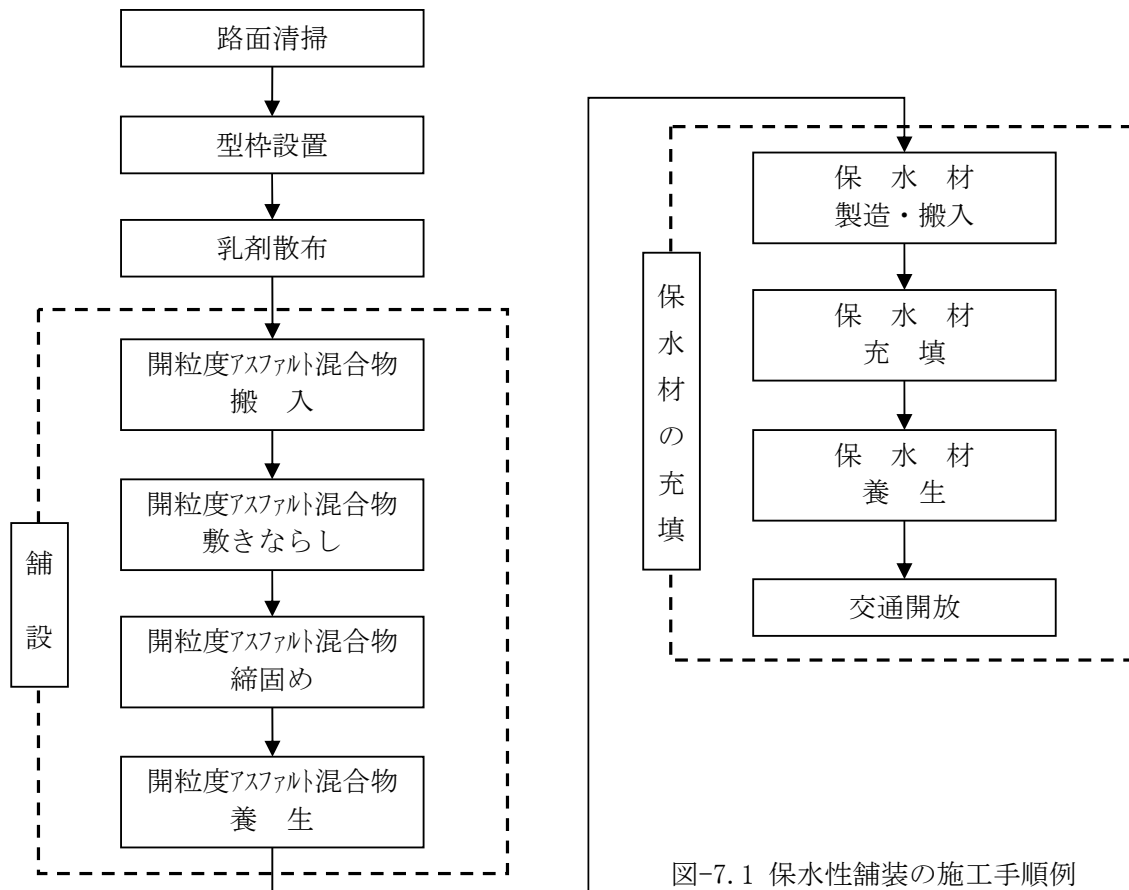 路面清掃
型枠設置
乳剤散布
舗設
開粒度ｱｽﾌｧﾙﾄ混合物
搬　入
開粒度ｱｽﾌｧﾙﾄ混合物
敷きならし
開粒度ｱｽﾌｧﾙﾄ混合物
締固め
開粒度ｱｽﾌｧﾙﾄ混合物
養　生
保水材の充填
保　水　材
製造・搬入
保　水　材
充　填
保　水　材
養　生
交通開放
図-7.1 保水性舗装の施工手順例